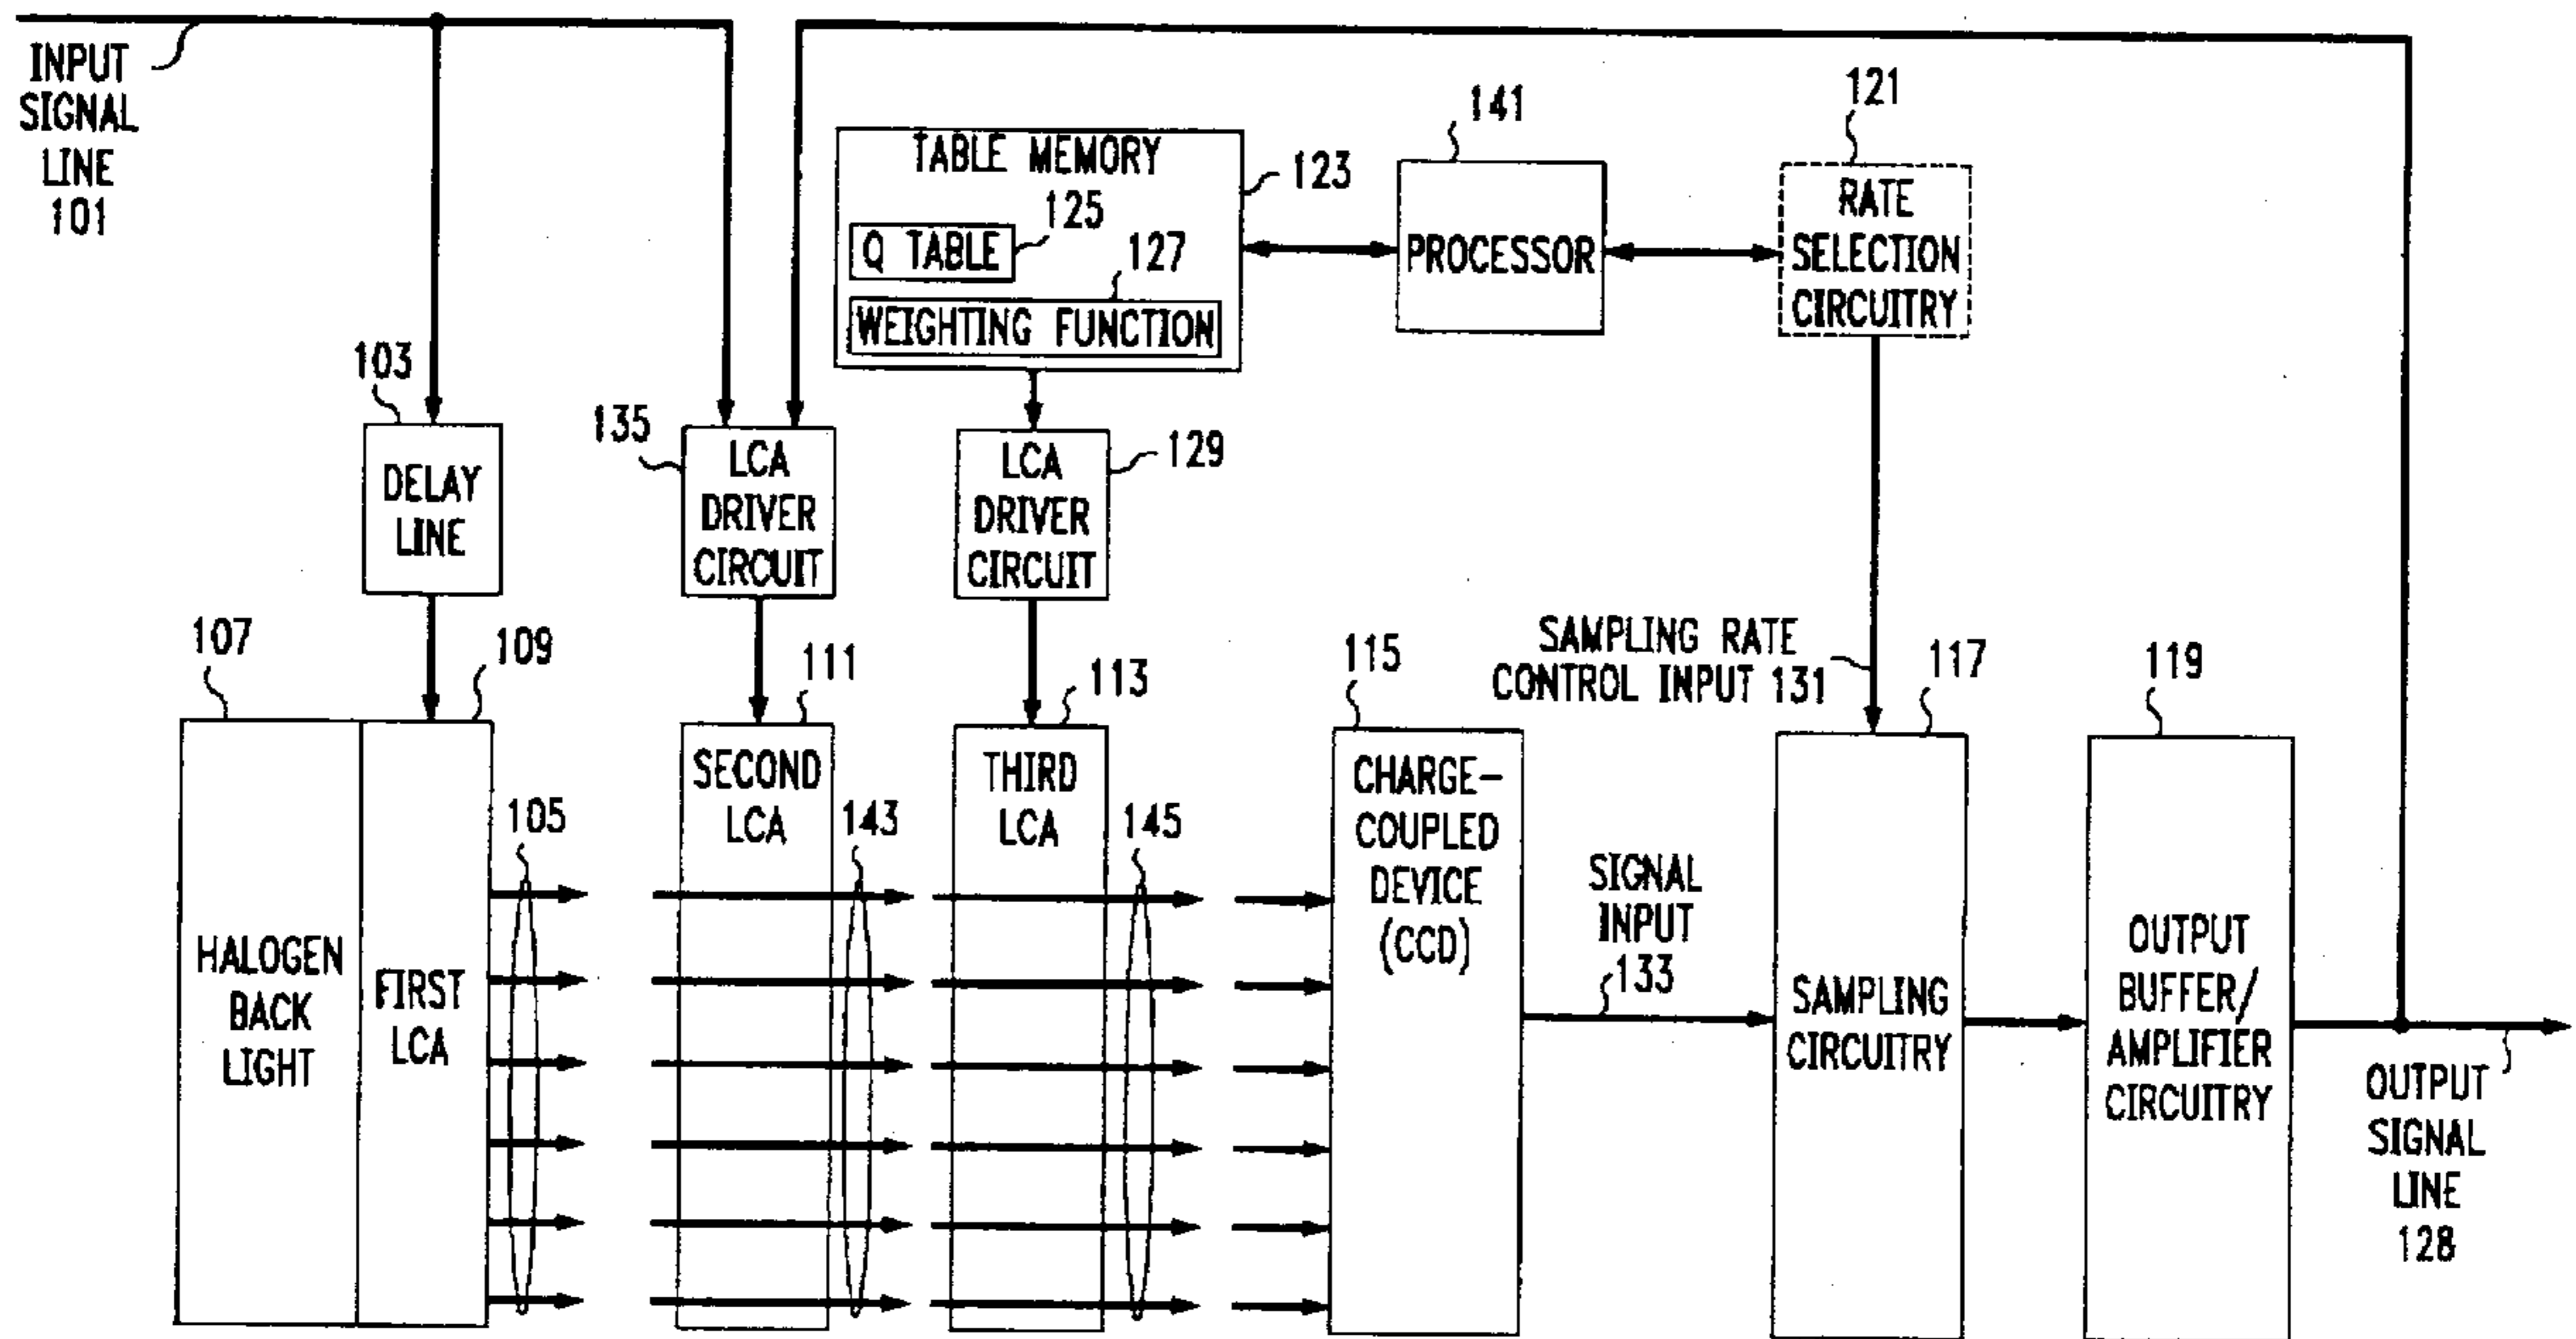 INPUT
SIGNAL
LINE
101
103
DELAY
LINE
135
LCA
DRIVER
CIRCUIT
TABLE MEMORY
123
Q TABLE
125
127
WEIGHTING FUNCTION
LCA
DRIVER
CIRCUIT
129
141
PROCESSOR
121
RATE
SELECTION
CIRCUITRY
107
HALOGEN
BACK
LIGHT
109
FIRST
LCA
105
111
SECOND
LCA
143
113
THIRD
LCA
145
115
CHARGE-
COUPLED
DEVICE
(CCD)
SIGNAL
INPUT
133
SAMPLING RATE
CONTROL INPUT 131
117
SAMPLING
CIRCUITRY
119
OUTPUT
BUFFER/
AMPLIFIER
CIRCUITRY
OUTPUT
SIGNAL
LINE
128